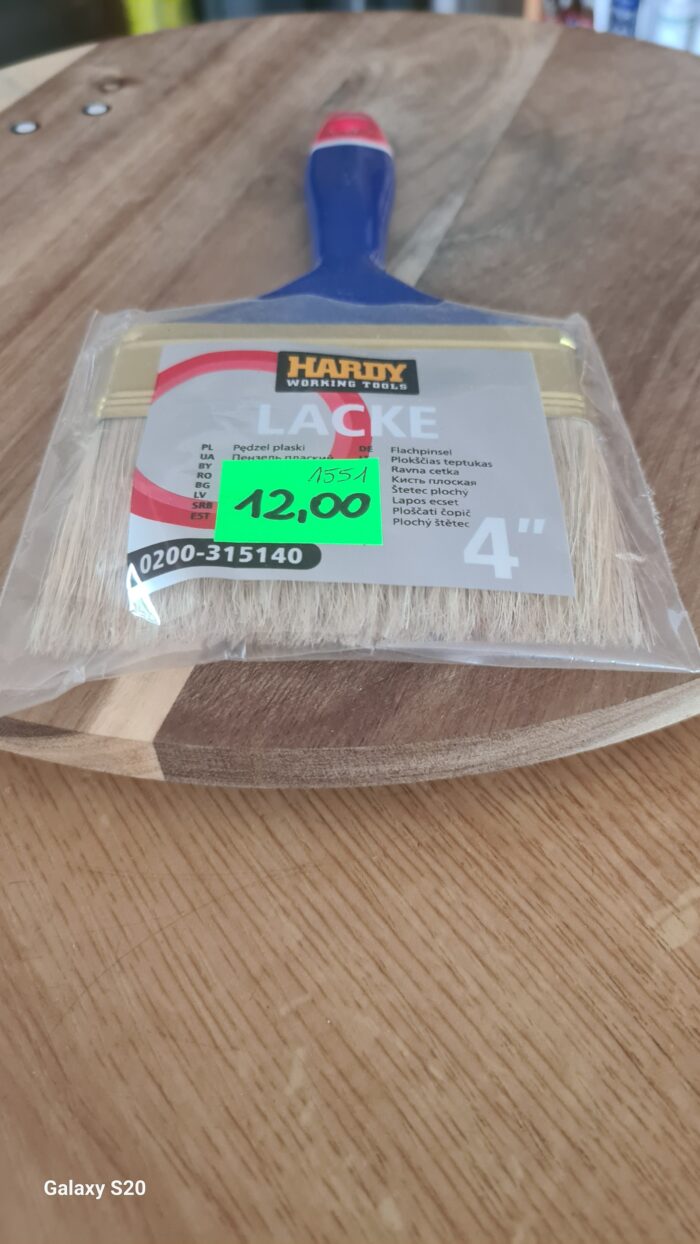 HARDY
WORKING TOOLS
LACKE
PL Pędzel płaski
UA Пензель плаский
BY
RO
BG
LV
SRB
EST
1551
12,00
DE Flachpinsel
Plokščias teptukas
Ravna cetka
Кисть плоская
Štetec plochý
Lapos ecset
Ploščati čopič
Plochý štětec
4"
0200-315140
Galaxy S20